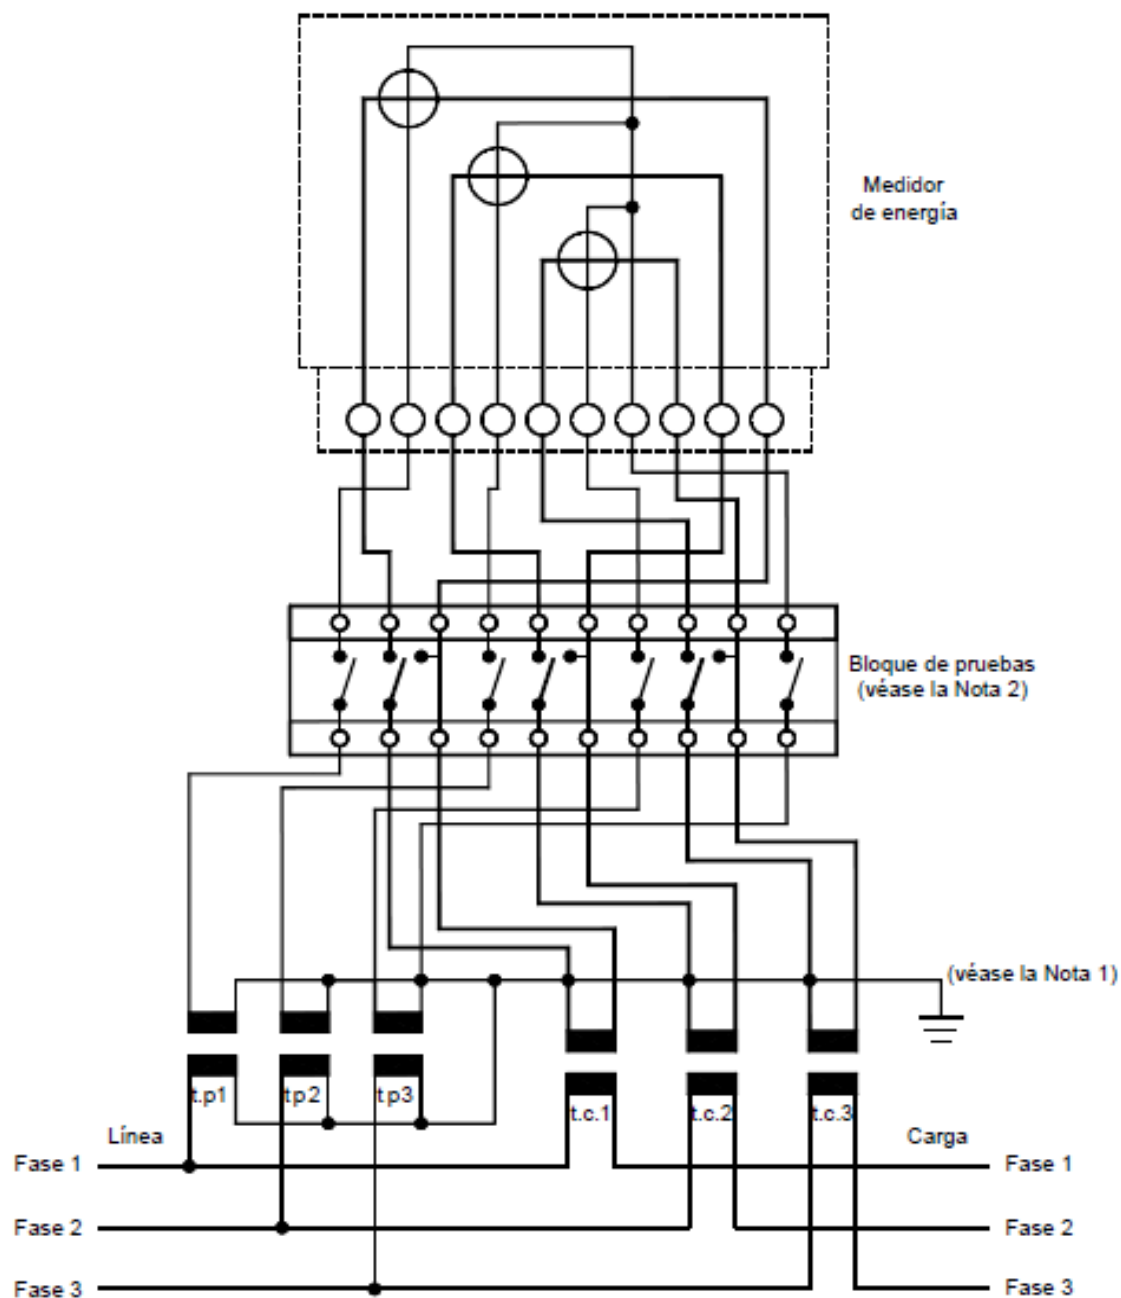 Medidor
de energía
Bloque de pruebas
(véase la Nota 2)
(véase la Nota 1)
t.p1
t.p2
t.p3
t.c.1
t.c.2
t.c.3
Línea
Carga
Fase 1
Fase 1
Fase 2
Fase 2
Fase 3
Fase 3